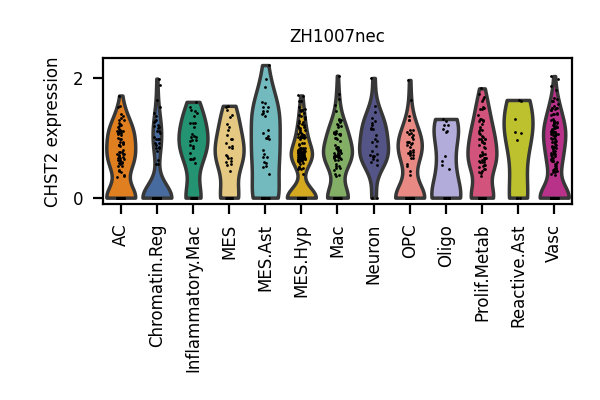 ZH1007nec
CHST2 expression
2
0
AC
Chromatin.Reg
Inflammatory.Mac
MES
MES.Ast
MES.Hyp
Mac
Neuron
OPC
Oligo
Prolif.Metab
Reactive.Ast
Vasc